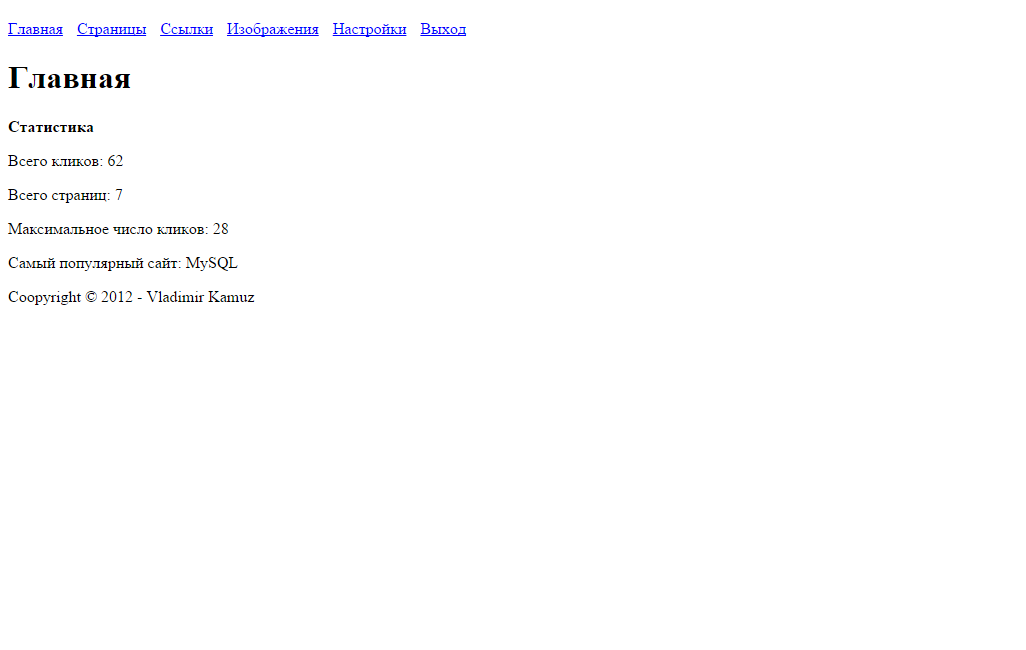 Главная Страницы Ссылки Изображения Настройки Выход
Главная
Статистика
Всего кликов: 62
Всего страниц: 7
Максимальное число кликов: 28
Самый популярный сайт: MySQL
Coopyright © 2012 - Vladimir Kamuz